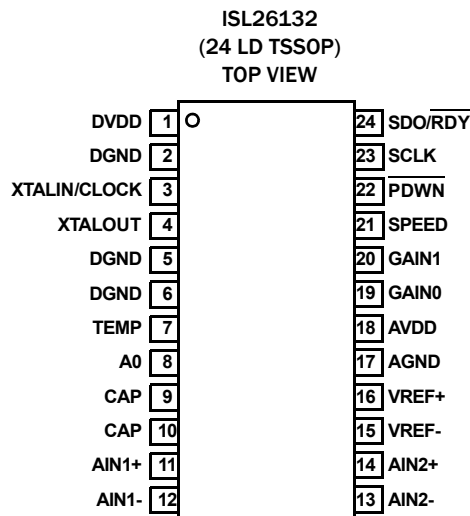 ISL26132
(24 LD TSSOP)
TOP VIEW
DVDD 1 24 SDO/RDY
DGND 2 23 SCLK
XTALIN/CLOCK 3 22 PDWN
XTALOUT 4 21 SPEED
DGND 5 20 GAIN1
DGND 6 19 GAIN0
TEMP 7 18 AVDD
A0 8 17 AGND
CAP 9 16 VREF+
CAP 10 15 VREF-
AIN1+ 11 14 AIN2+
AIN1- 12 13 AIN2-